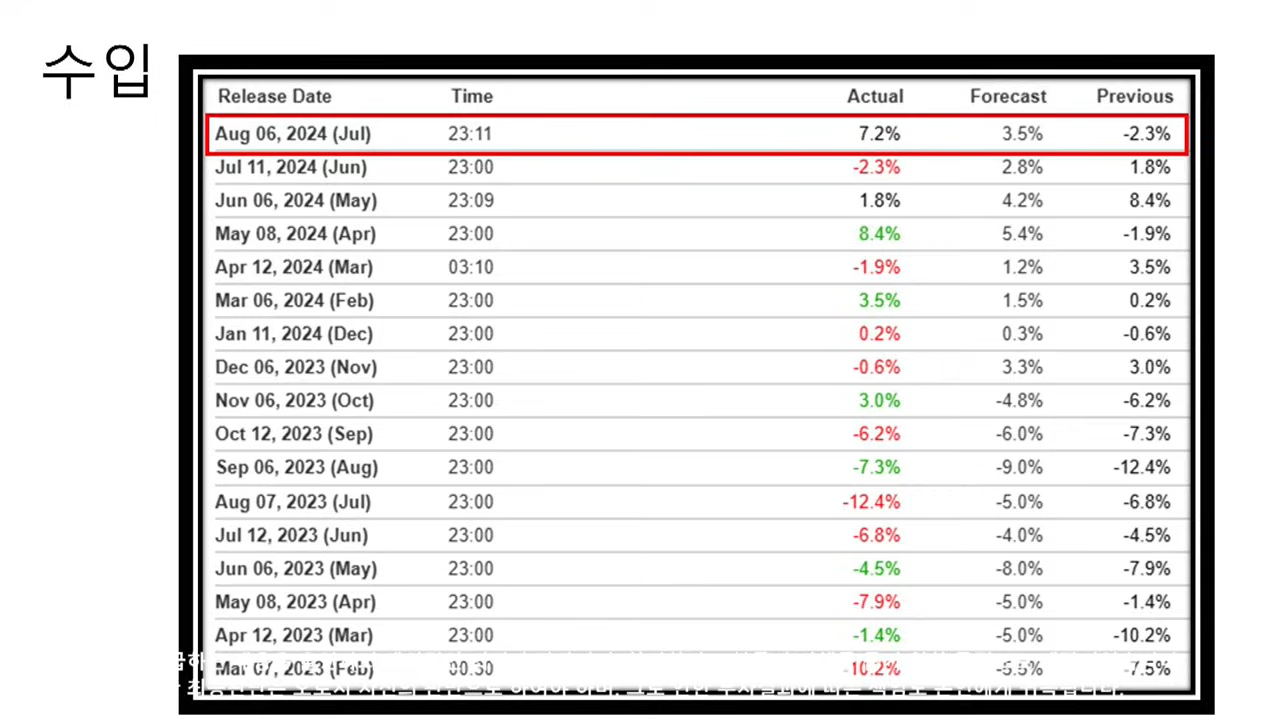 수입
Release Date Time Actual Forecast Previous
Aug 06, 2024 (Jul) 23:11 7.2% 3.5% -2.3%
Jul 11, 2024 (Jun) 23:00 -2.3% 2.8% 1.8%
Jun 06, 2024 (May) 23:09 1.8% 4.2% 8.4%
May 08, 2024 (Apr) 23:00 8.4% 5.4% -1.9%
Apr 12, 2024 (Mar) 03:10 -1.9% 1.2% 3.5%
Mar 06, 2024 (Feb) 23:00 3.5% 1.5% 0.2%
Jan 11, 2024 (Dec) 23:00 0.2% 0.3% -0.6%
Dec 06, 2023 (Nov) 23:00 -0.6% 3.3% 3.0%
Nov 06, 2023 (Oct) 23:00 3.0% -4.8% -6.2%
Oct 12, 2023 (Sep) 23:00 -6.2% -6.0% -7.3%
Sep 06, 2023 (Aug) 23:00 -7.3% -9.0% -12.4%
Aug 07, 2023 (Jul) 23:00 -12.4% -5.0% -6.8%
Jul 12, 2023 (Jun) 23:00 -6.8% -4.0% -4.5%
Jun 06, 2023 (May) 23:00 -4.5% -8.0% -7.9%
May 08, 2023 (Apr) 23:00 -7.9% -5.0% -1.4%
Apr 12, 2023 (Mar) 23:00 -1.4% -5.0% -10.2%
Mar 07, 2023 (Feb) 00:30 -10.2% -5.5% -7.5%